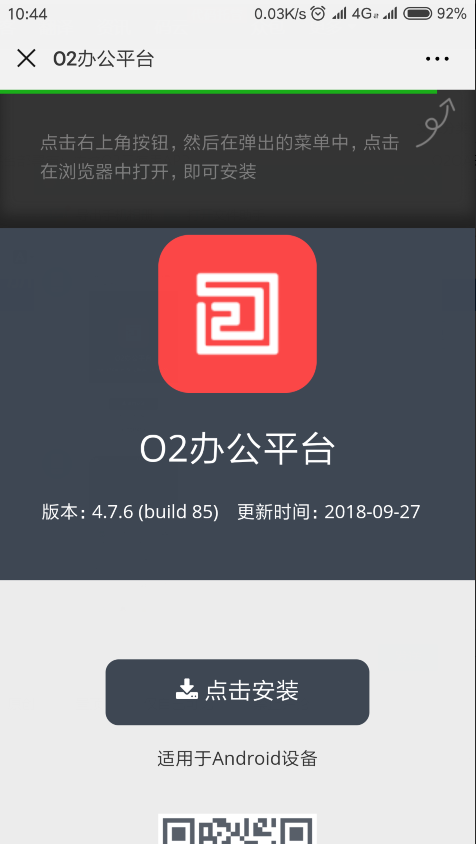 10:44 0.03K/s 4G 92%
O2办公平台
点击右上角按钮，然后在弹出的菜单中，点击
在浏览器中打开，即可安装
O2办公平台
版本：4.7.6 (build 85) 更新时间：2018-09-27
点击安装
适用于Android设备